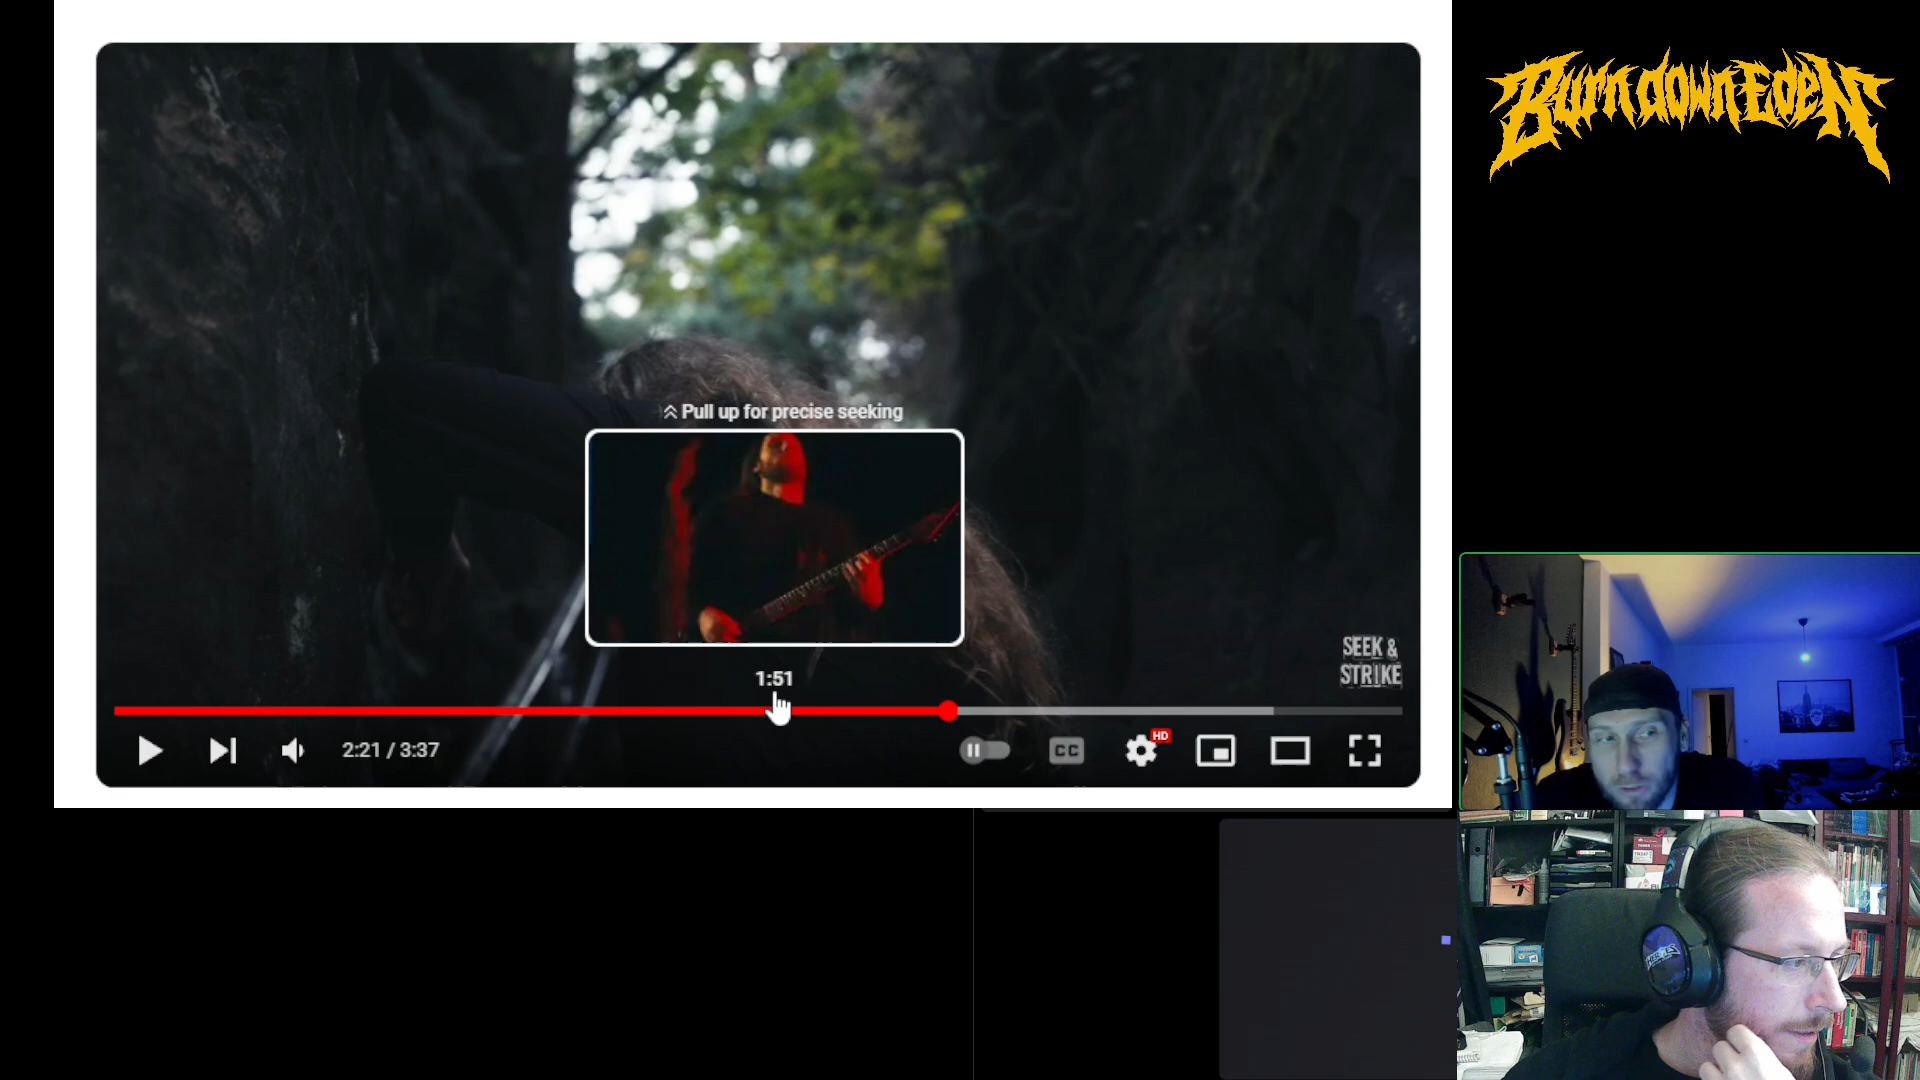 Burn down Eden
Pull up for precise seeking
1:51
SEEK &
STRIKE
HD
2:21 / 3:37
CC